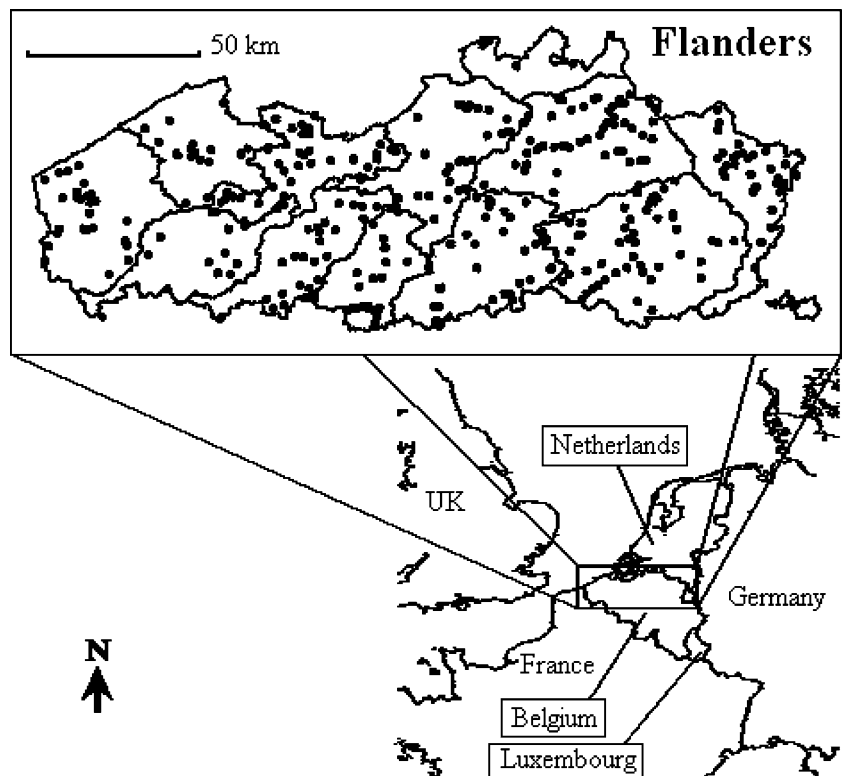 Flanders
50 km
Netherlands
UK
Germany
N
France
Belgium
Luxembourg